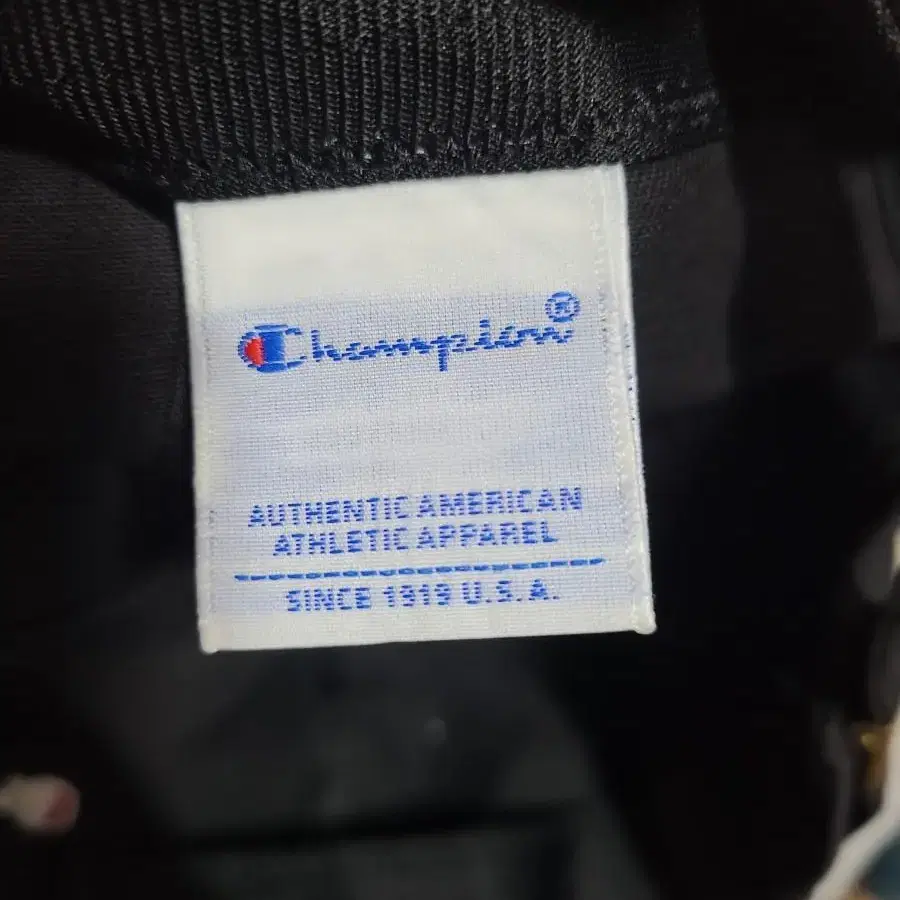 Champion®
AUTHENTIC AMERICAN
ATHLETIC APPAREL
SINCE 1919 U.S.A.